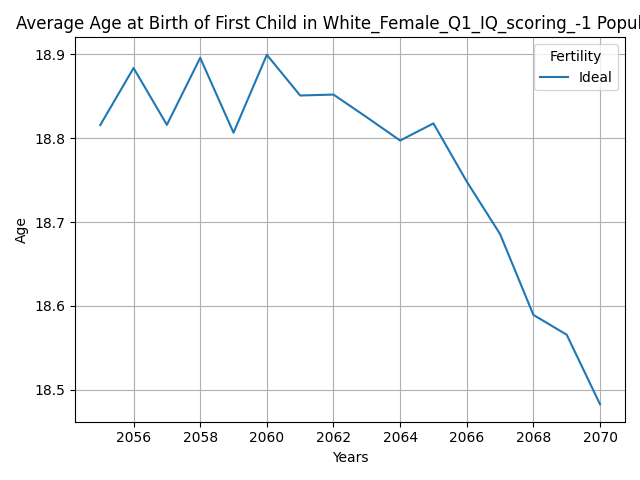 Average Age at Birth of First Child in White_Female_Q1_IQ_scoring_-1 Popul
18.9
18.8
18.7
18.6
18.5
Age
Fertility
Ideal
2056 2058 2060 2062 2064 2066 2068 2070
Years